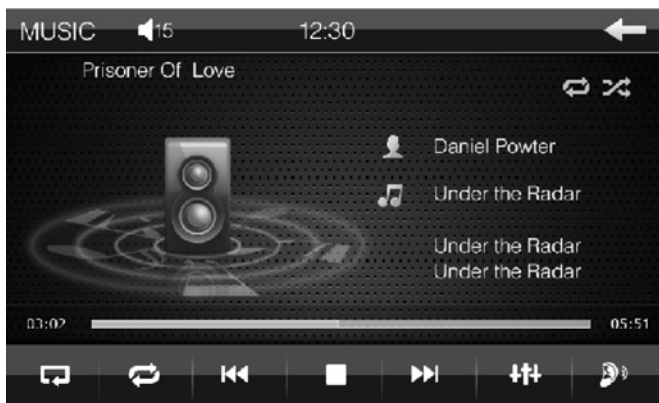 MUSIC 15 12:30
Prisoner Of Love
Daniel Powter
Under the Radar
Under the Radar
Under the Radar
03:02 05:51